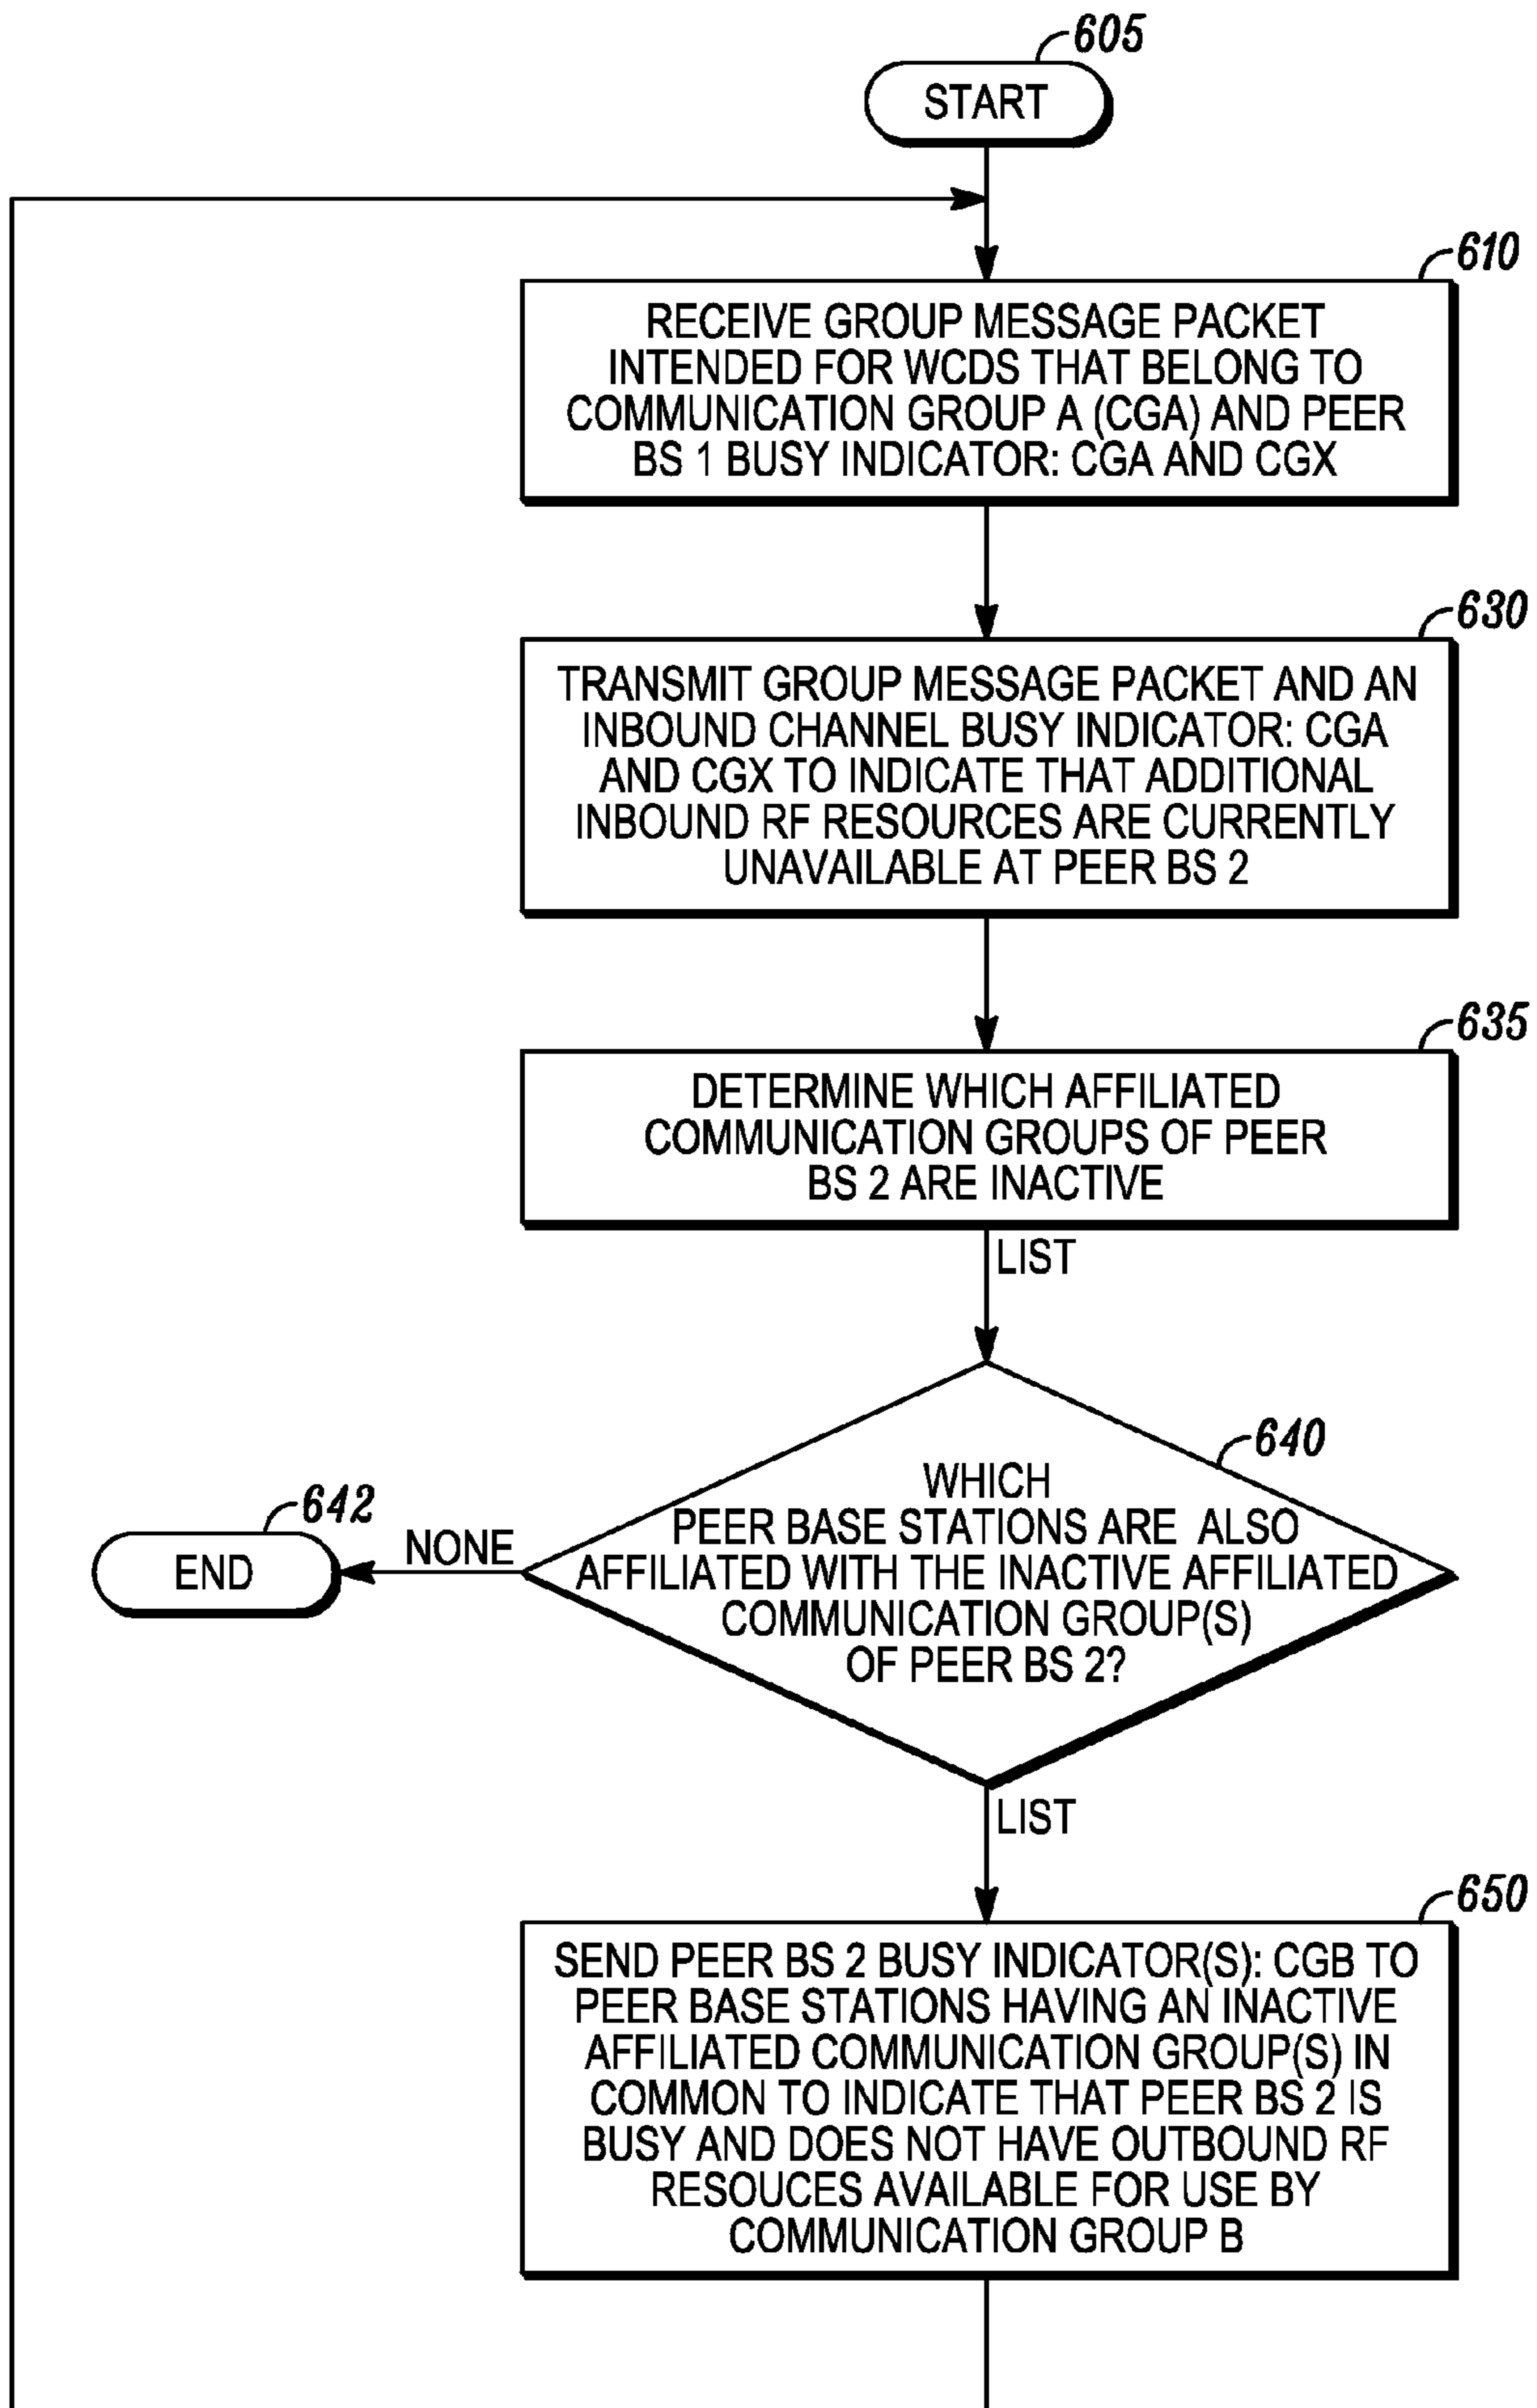 605
START
610
RECEIVE GROUP MESSAGE PACKET
INTENDED FOR WCDS THAT BELONG TO
COMMUNICATION GROUP A (CGA) AND PEER
BS 1 BUSY INDICATOR: CGA AND CGX
630
TRANSMIT GROUP MESSAGE PACKET AND AN
INBOUND CHANNEL BUSY INDICATOR: CGA
AND CGX TO INDICATE THAT ADDITIONAL
INBOUND RF RESOURCES ARE CURRENTLY
UNAVAILABLE AT PEER BS 2
635
DETERMINE WHICH AFFILIATED
COMMUNICATION GROUPS OF PEER
BS 2 ARE INACTIVE
LIST
640
WHICH
PEER BASE STATIONS ARE ALSO
AFFILIATED WITH THE INACTIVE AFFILIATED
COMMUNICATION GROUP(S)
OF PEER BS 2?
642
END
NONE
LIST
650
SEND PEER BS 2 BUSY INDICATOR(S): CGB TO
PEER BASE STATIONS HAVING AN INACTIVE
AFFILIATED COMMUNICATION GROUP(S) IN
COMMON TO INDICATE THAT PEER BS 2 IS
BUSY AND DOES NOT HAVE OUTBOUND RF
RESOUCES AVAILABLE FOR USE BY
COMMUNICATION GROUP B